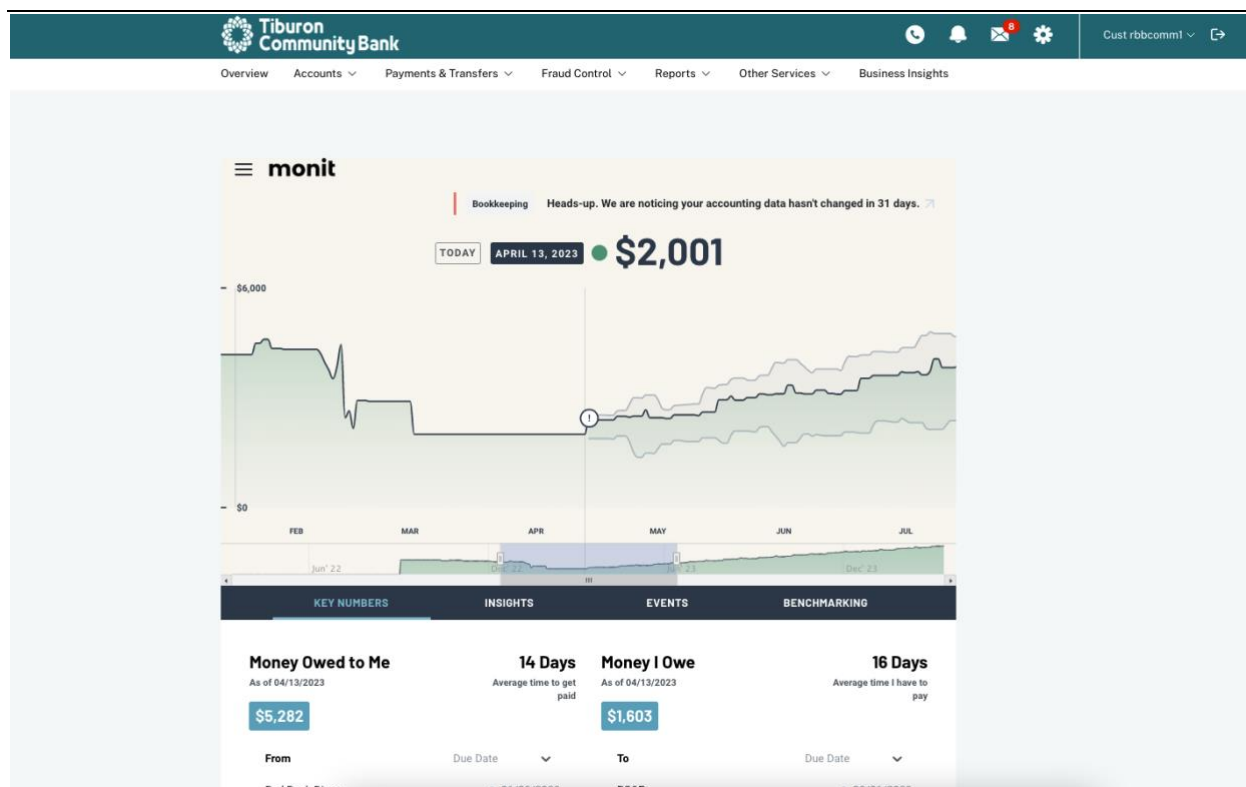 Tiburon
Community Bank
8
Cust rbbcomm1
Overview Accounts Payments & Transfers Fraud Control Reports Other Services Business Insights
monit
Bookkeeping Heads-up. We are noticing your accounting data hasn't changed in 31 days.
TODAY APRIL 13, 2023 $2,001
$6,000
!
$0
FEB MAR APR MAY JUN JUL
Jun' 22 Dec' 22 Jun' 23 Dec' 23
KEY NUMBERS INSIGHTS EVENTS BENCHMARKING
Money Owed to Me 14 Days Money I Owe 16 Days
As of 04/13/2023 Average time to get paid As of 04/13/2023 Average time I have to pay
$5,282 $1,603
From Due Date To Due Date